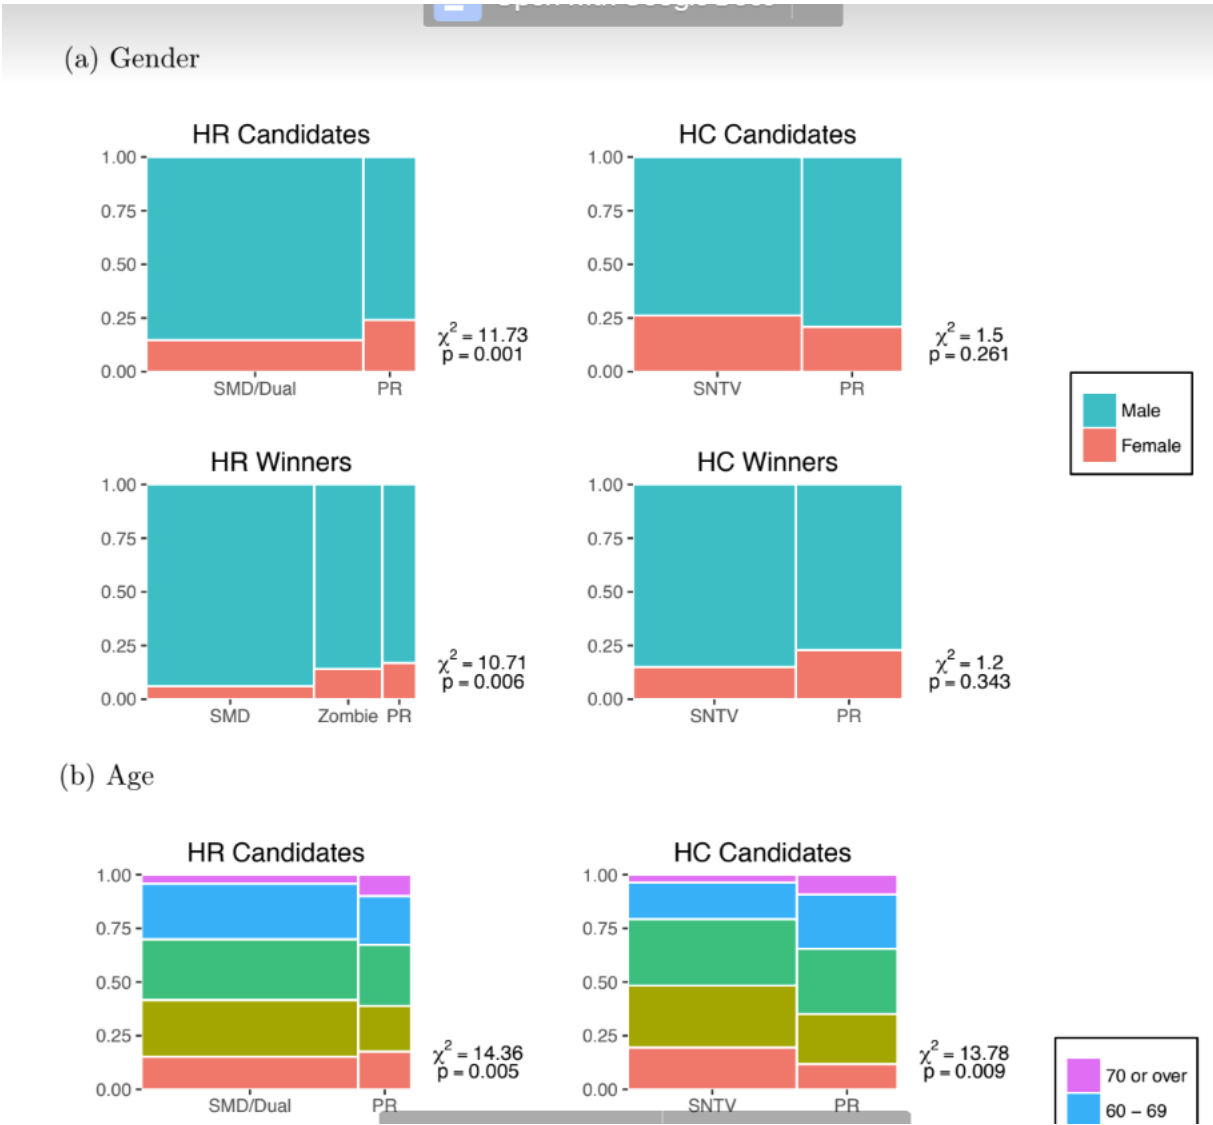 Open with Google Docs
(a) Gender
HR Candidates
1.00
0.75
0.50
0.25
0.00
SMD/Dual PR
χ² = 11.73
p = 0.001
HC Candidates
1.00
0.75
0.50
0.25
0.00
SNTV PR
χ² = 1.5
p = 0.261
Male
Female
HR Winners
1.00
0.75
0.50
0.25
0.00
SMD Zombie PR
χ² = 10.71
p = 0.006
HC Winners
1.00
0.75
0.50
0.25
0.00
SNTV PR
χ² = 1.2
p = 0.343
(b) Age
HR Candidates
1.00
0.75
0.50
0.25
0.00
SMD/Dual PR
χ² = 14.36
p = 0.005
HC Candidates
1.00
0.75
0.50
0.25
0.00
SNTV PR
χ² = 13.78
p = 0.009
70 or over
60 – 69